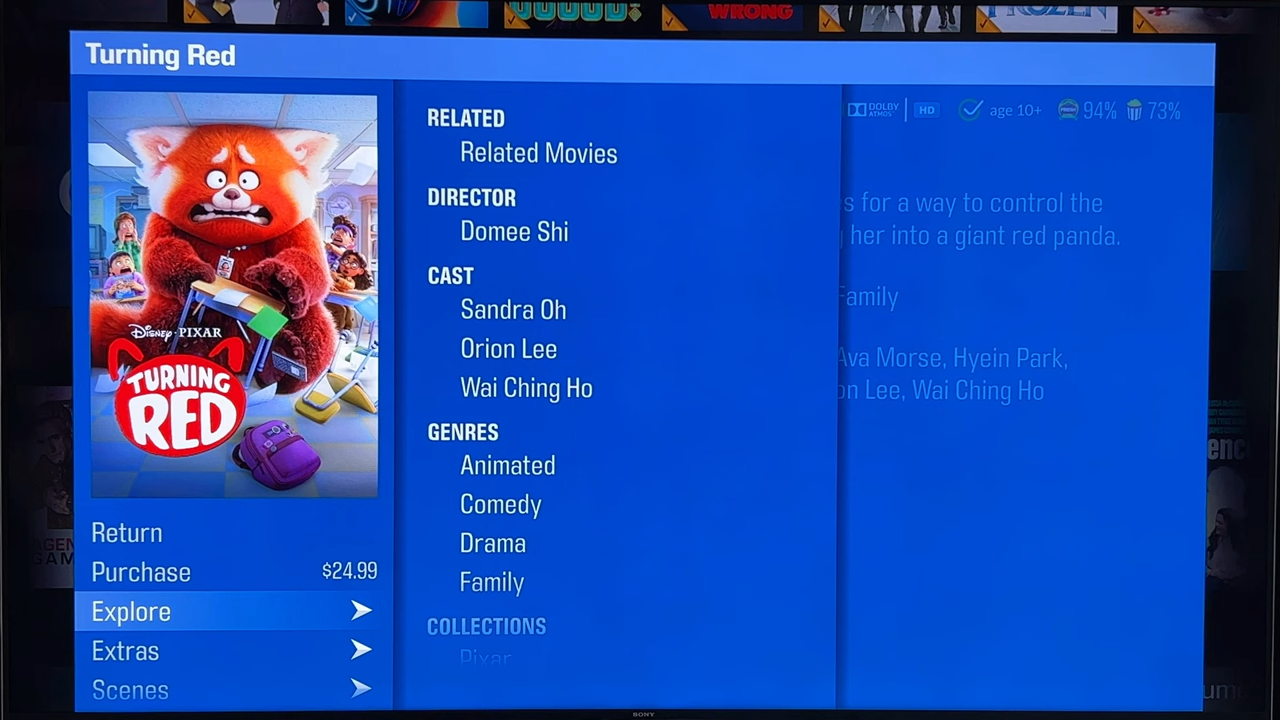 WRONG
FROZEN
Turning Red
DISNEY·PIXAR
TURNING
RED
Return
Purchase $24.99
Explore
Extras
Scenes
RELATED
Related Movies
DIRECTOR
Domee Shi
CAST
Sandra Oh
Orion Lee
Wai Ching Ho
GENRES
Animated
Comedy
Drama
Family
COLLECTIONS
Pixar
DOLBY ATMOS HD age 10+ 94% 73%
s for a way to control the
her into a giant red panda.
Family
Ava Morse, Hyein Park,
on Lee, Wai Ching Ho
SONY